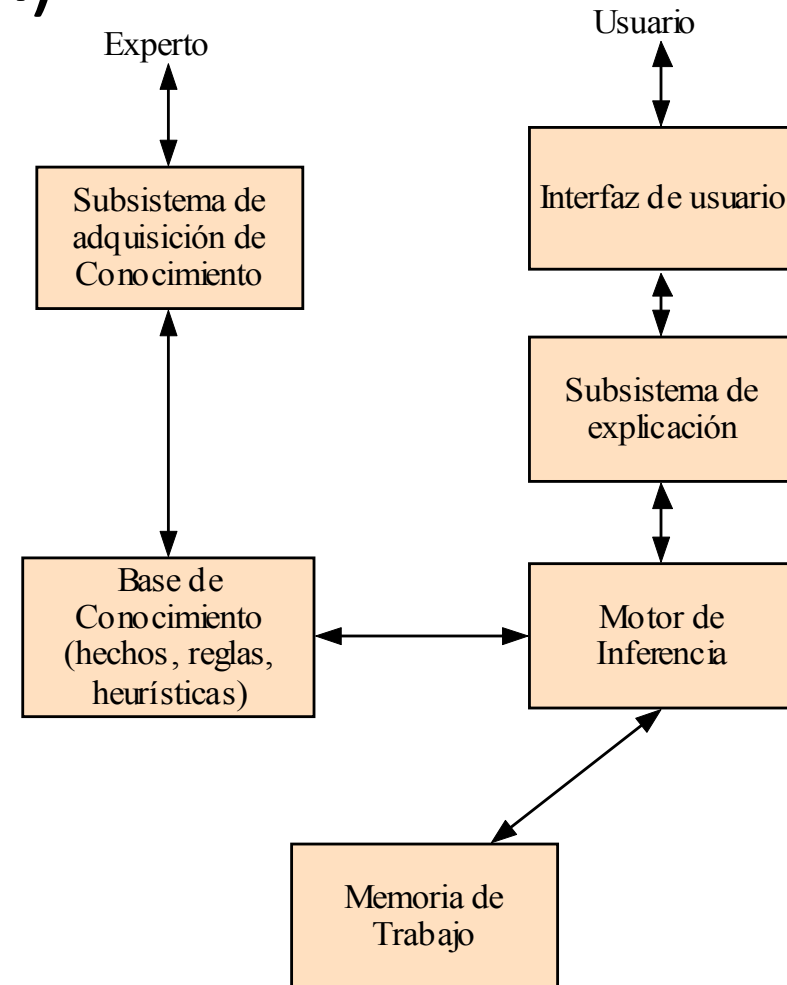 Experto
Usuario
Subsistema de
adquisición de
Conocimiento
Interfaz de usuario
Subsistema de
explicación
Base de
Conocimiento
(hechos, reglas,
heurísticas)
Motor de
Inferencia
Memoria de
Trabajo